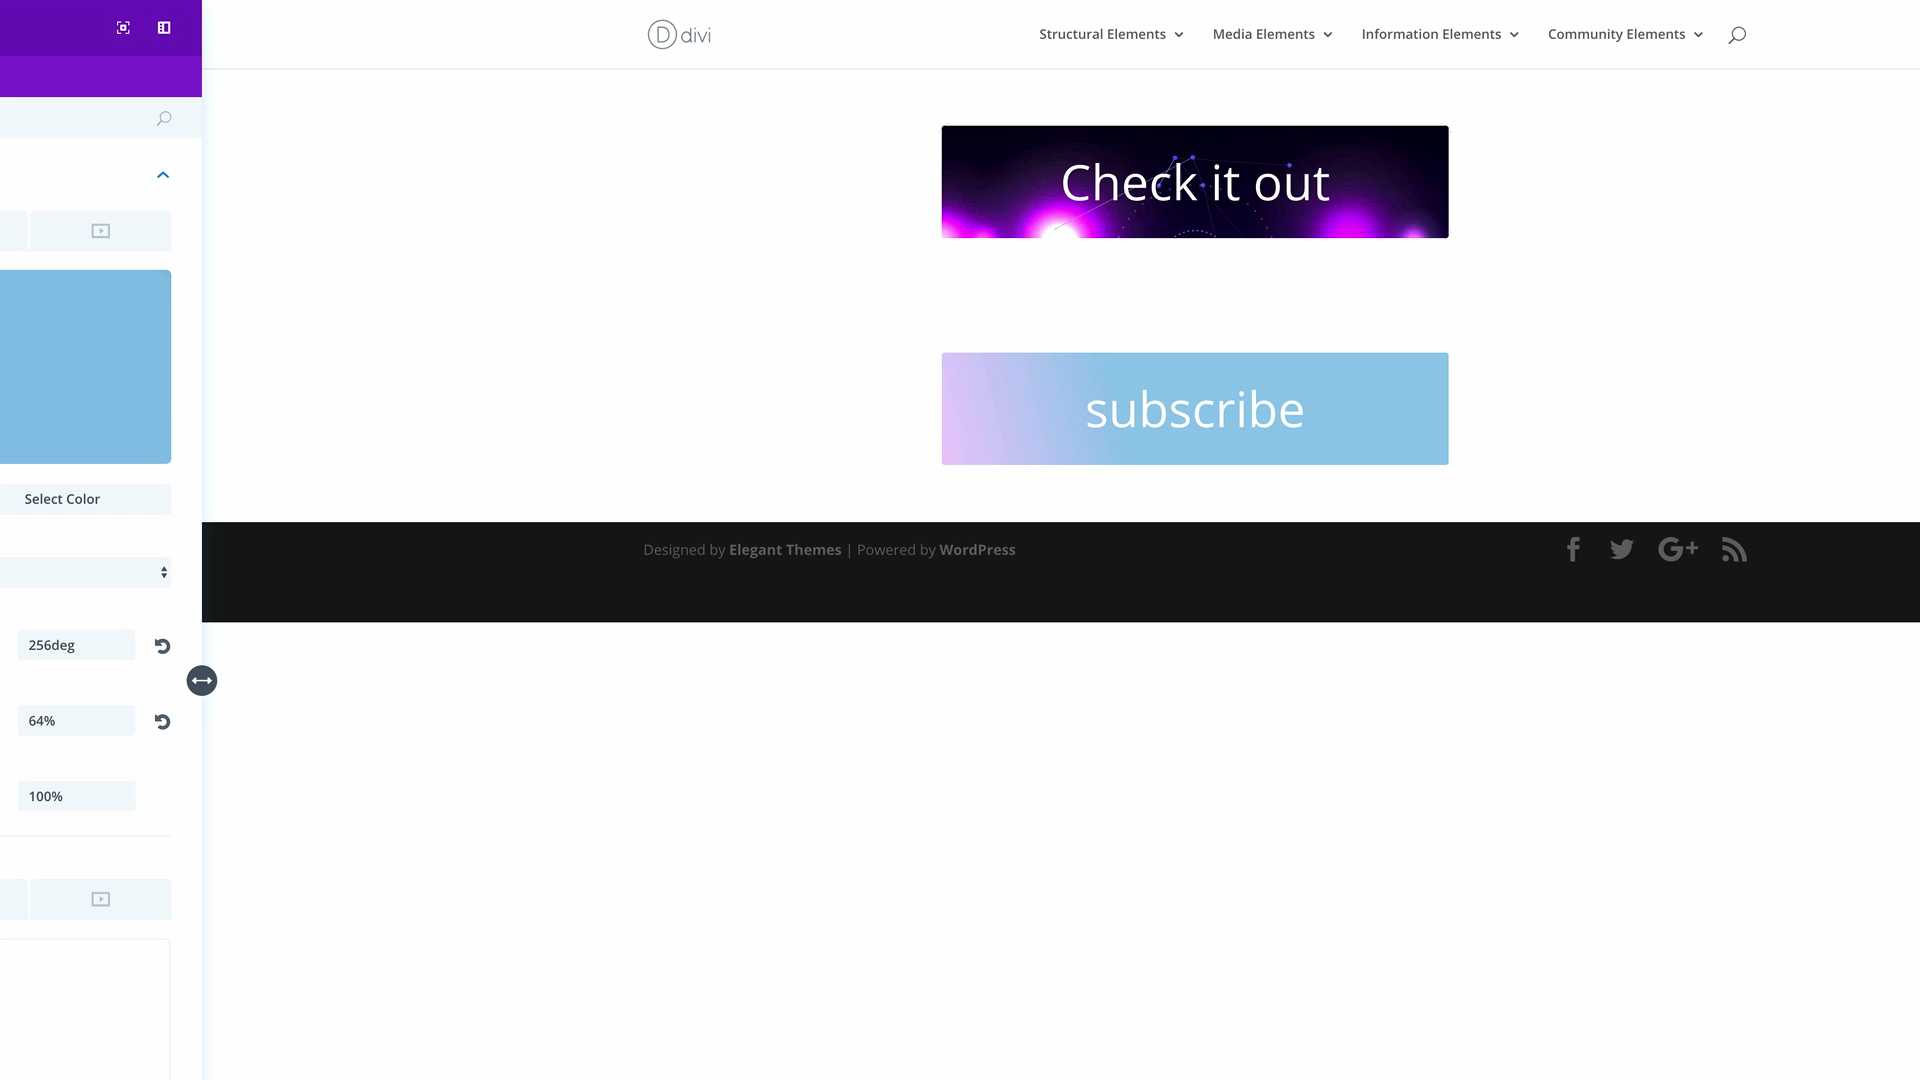 divi
Structural Elements
Media Elements
Information Elements
Community Elements
Check it out
subscribe
Select Color
Designed by Elegant Themes | Powered by WordPress
256deg
64%
100%